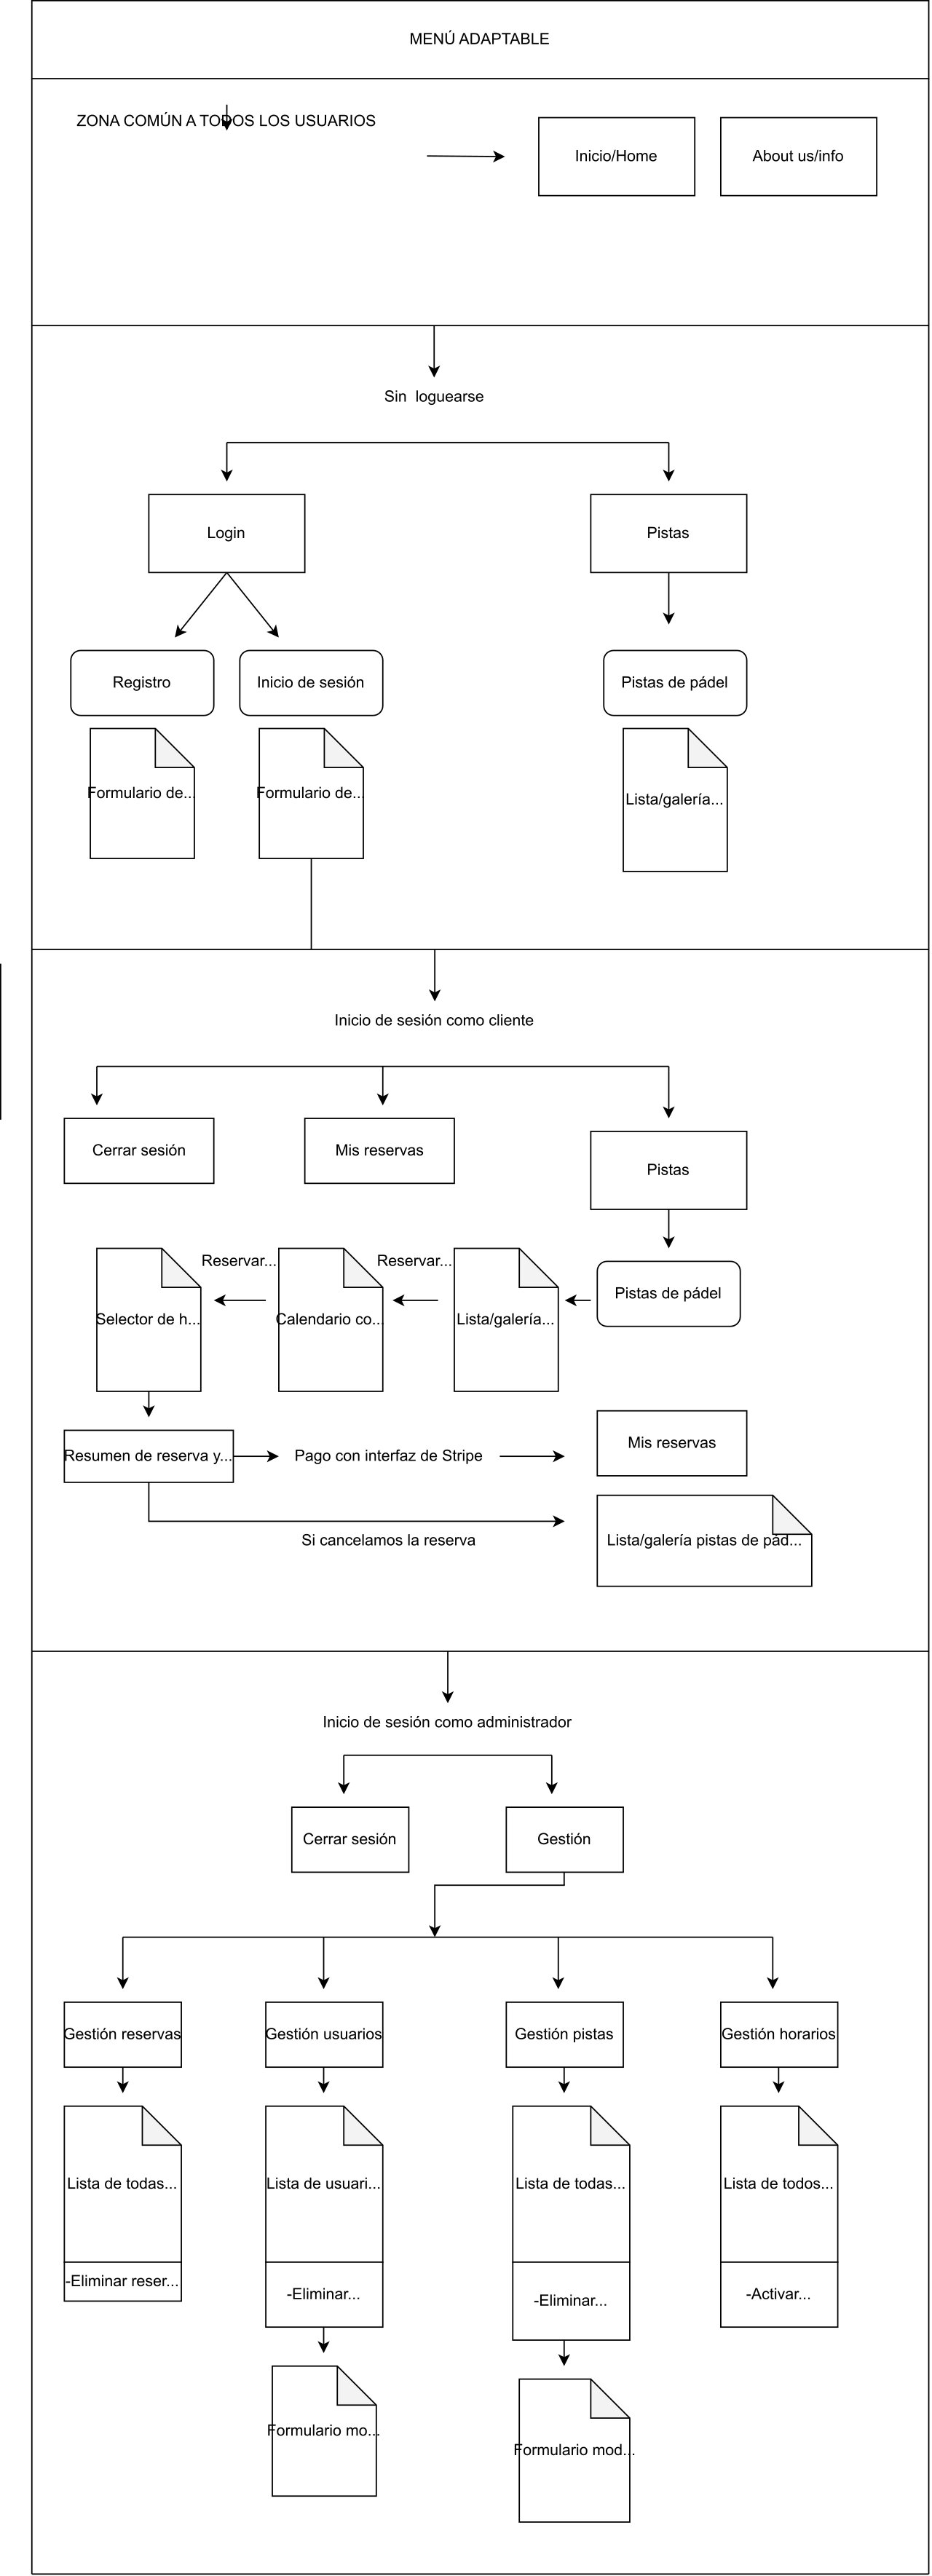 MENÚ ADAPTABLE
ZONA COMÚN A TODOS LOS USUARIOS
Inicio/Home
About us/info
Sin loguearse
Login
Pistas
Registro
Inicio de sesión
Pistas de pádel
Formulario de...
Formulario de...
Lista/galería...
Inicio de sesión como cliente
Cerrar sesión
Mis reservas
Pistas
Pistas de pádel
Reservar...
Reservar...
Selector de h...
Calendario co...
Lista/galería...
Resumen de reserva y...
Pago con interfaz de Stripe
Mis reservas
Si cancelamos la reserva
Lista/galería pistas de pád...
Inicio de sesión como administrador
Cerrar sesión
Gestión
Gestión reservas
Gestión usuarios
Gestión pistas
Gestión horarios
Lista de todas...
Lista de usuari...
Lista de todas...
Lista de todos...
-Eliminar reser...
-Eliminar...
-Eliminar...
-Activar...
Formulario mo...
Formulario mod...